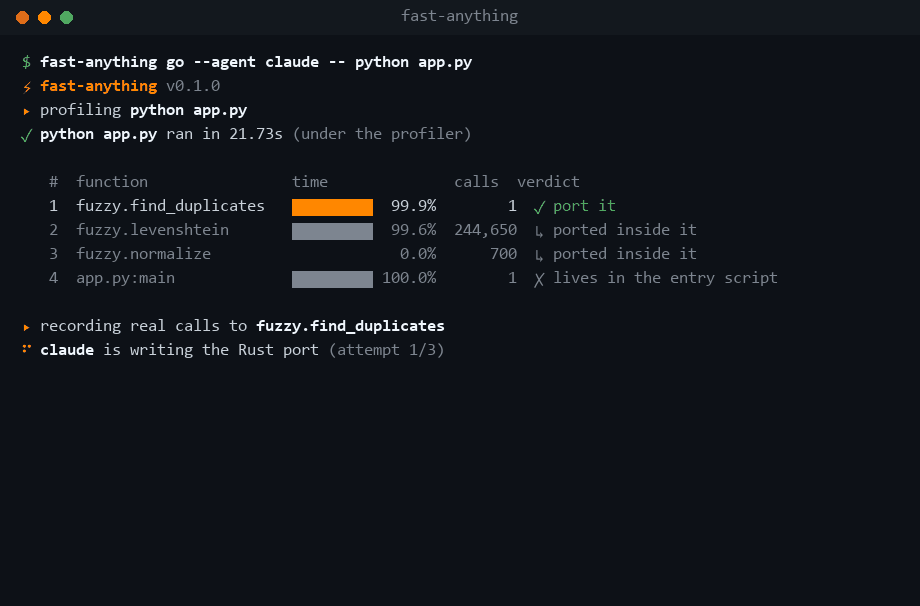 fast-anything
$ fast-anything go --agent claude -- python app.py
⚡ fast-anything v0.1.0
▸ profiling python app.py
✓ python app.py ran in 21.73s (under the profiler)
# function time calls verdict
1 fuzzy.find_duplicates 99.9% 1 ✓ port it
2 fuzzy.levenshtein 99.6% 244,650 ↳ ported inside it
3 fuzzy.normalize 0.0% 700 ↳ ported inside it
4 app.py:main 100.0% 1 ✗ lives in the entry script
▸ recording real calls to fuzzy.find_duplicates
⠋ claude is writing the Rust port (attempt 1/3)